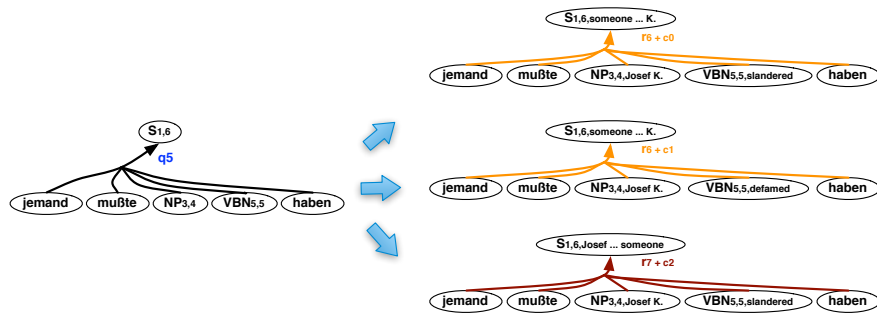 S1,6
q5
jemand mußte NP3,4 VBN5,5 haben
S1,6,someone ... K.
r6 + c0
jemand mußte NP3,4,Josef K. VBN5,5,slandered haben
S1,6,someone ... K.
r6 + c1
jemand mußte NP3,4,Josef K. VBN5,5,defamed haben
S1,6,Josef ... someone
r7 + c2
jemand mußte NP3,4,Josef K. VBN5,5,slandered haben